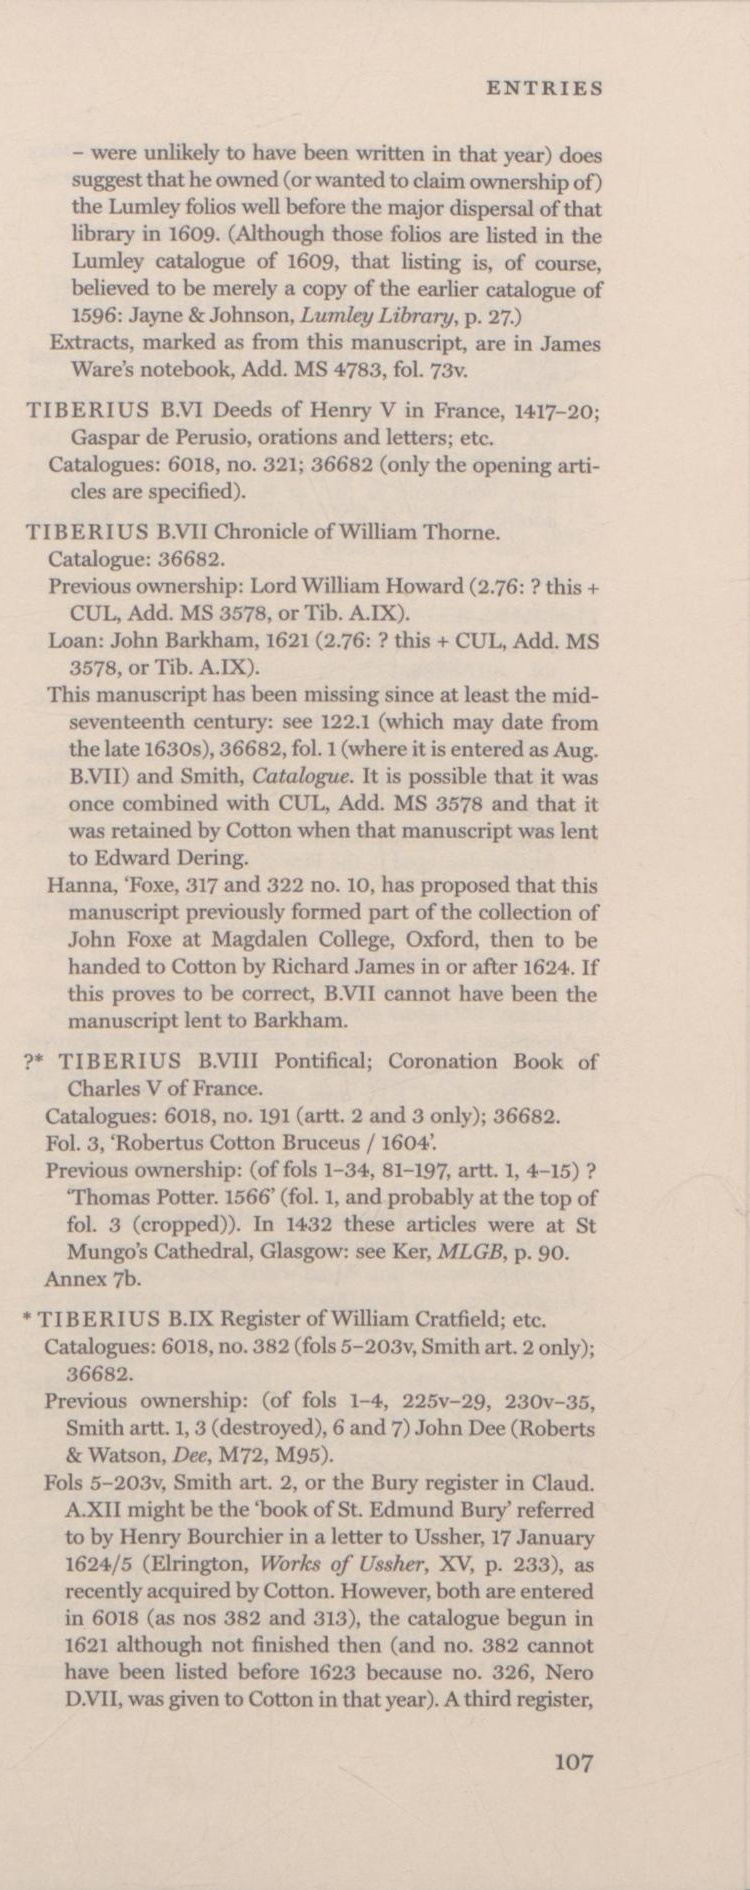 ENTRIES
– were unlikely to have been written in that year) does
suggest that he owned (or wanted to claim ownership of)
the Lumley folios well before the major dispersal of that
library in 1609. (Although those folios are listed in the
Lumley catalogue of 1609, that listing is, of course,
believed to be merely a copy of the earlier catalogue of
1596: Jayne & Johnson, Lumley Library, p. 27.)
Extracts, marked as from this manuscript, are in James
Ware's notebook, Add. MS 4783, fol. 73v.
TIBERIUS B.VI Deeds of Henry V in France, 1417–20;
Gaspar de Perusio, orations and letters; etc.
Catalogues: 6018, no. 321; 36682 (only the opening arti-
cles are specified).
TIBERIUS B.VII Chronicle of William Thorne.
Catalogue: 36682.
Previous ownership: Lord William Howard (2.76: ? this +
CUL, Add. MS 3578, or Tib. A.IX).
Loan: John Barkham, 1621 (2.76: ? this + CUL, Add. MS
3578, or Tib. A.IX).
This manuscript has been missing since at least the mid-
seventeenth century: see 122.1 (which may date from
the late 1630s), 36682, fol. 1 (where it is entered as Aug.
B.VII) and Smith, Catalogue. It is possible that it was
once combined with CUL, Add. MS 3578 and that it
was retained by Cotton when that manuscript was lent
to Edward Dering.
Hanna, 'Foxe, 317 and 322 no. 10, has proposed that this
manuscript previously formed part of the collection of
John Foxe at Magdalen College, Oxford, then to be
handed to Cotton by Richard James in or after 1624. If
this proves to be correct, B.VII cannot have been the
manuscript lent to Barkham.
?* TIBERIUS B.VIII Pontifical; Coronation Book of
Charles V of France.
Catalogues: 6018, no. 191 (artt. 2 and 3 only); 36682.
Fol. 3, 'Robertus Cotton Bruceus / 1604'.
Previous ownership: (of fols 1–34, 81–197, artt. 1, 4–15) ?
'Thomas Potter. 1566' (fol. 1, and probably at the top of
fol. 3 (cropped)). In 1432 these articles were at St
Mungo's Cathedral, Glasgow: see Ker, MLGB, p. 90.
Annex 7b.
* TIBERIUS B.IX Register of William Cratfield; etc.
Catalogues: 6018, no. 382 (fols 5–203v, Smith art. 2 only);
36682.
Previous ownership: (of fols 1–4, 225v–29, 230v–35,
Smith artt. 1, 3 (destroyed), 6 and 7) John Dee (Roberts
& Watson, Dee, M72, M95).
Fols 5–203v, Smith art. 2, or the Bury register in Claud.
A.XII might be the 'book of St. Edmund Bury' referred
to by Henry Bourchier in a letter to Ussher, 17 January
1624/5 (Elrington, Works of Ussher, XV, p. 233), as
recently acquired by Cotton. However, both are entered
in 6018 (as nos 382 and 313), the catalogue begun in
1621 although not finished then (and no. 382 cannot
have been listed before 1623 because no. 326, Nero
D.VII, was given to Cotton in that year). A third register,
107